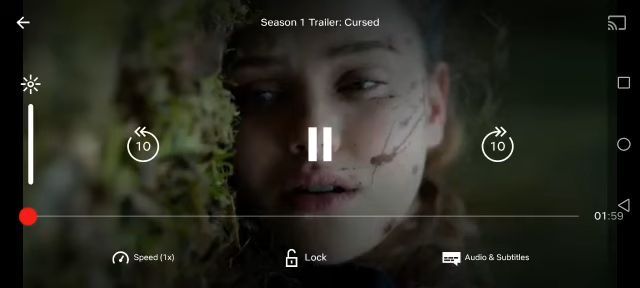 Season 1 Trailer: Cursed
10
10
01:59
Speed (1x)
Lock
Audio & Subtitles